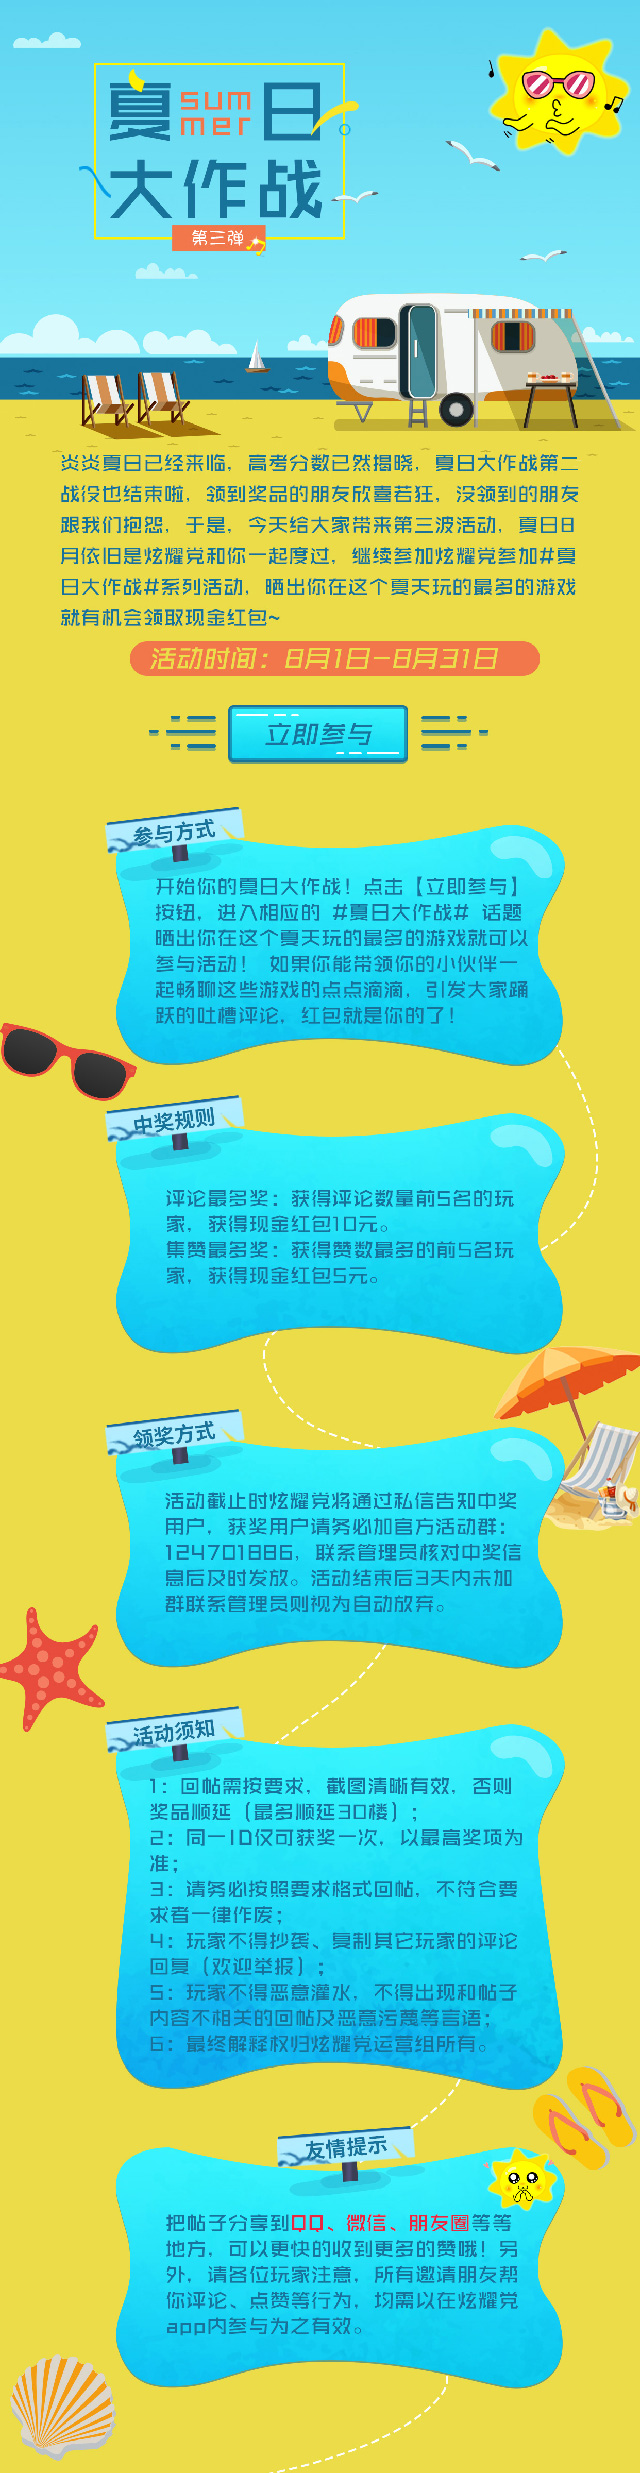 夏summer日
大作战
第三弹
炎炎夏日已经来临，高考分数已然揭晓，夏日大作战第二
战役也结束啦，领到奖品的朋友欣喜若狂，没领到的朋友
跟我们抱怨，于是，今天给大家带来第三波活动，夏日8
月依旧是炫耀党和你一起度过，继续参加炫耀党参加#夏
日大作战#系列活动，晒出你在这个夏天玩的最多的游戏
就有机会领取现金红包~
活动时间：8月1日-8月31日
立即参与
参与方式
开始你的夏日大作战！点击【立即参与】
按钮，进入相应的 #夏日大作战# 话题
晒出你在这个夏天玩的最多的游戏就可以
参与活动！ 如果你能带领你的小伙伴一
起畅聊这些游戏的点点滴滴，引发大家踊
跃的吐槽评论，红包就是你的了！
中奖规则
评论最多奖：获得评论数量前5名的玩
家，获得现金红包10元。
集赞最多奖：获得赞数最多的前5名玩
家，获得现金红包5元。
领奖方式
活动截止时炫耀党将通过私信告知中奖
用户，获奖用户请务必加官方活动群：
124701886，联系管理员核对中奖信
息后及时发放。活动结束后3天内未加
群联系管理员则视为自动放弃。
活动须知
1：回帖需按要求，截图清晰有效，否则
奖品顺延（最多顺延30楼）；
2：同一ID仅可获奖一次，以最高奖项为
准；
3：请务必按照要求格式回帖，不符合要
求者一律作废；
4：玩家不得抄袭、复制其它玩家的评论
回复（欢迎举报）；
5：玩家不得恶意灌水，不得出现和帖子
内容不相关的回帖及恶意污蔑等言语；
6：最终解释权归炫耀党运营组所有。
友情提示
把帖子分享到QQ、微信、朋友圈等等
地方，可以更快的收到更多的赞哦！另
外，请各位玩家注意，所有邀请朋友帮
你评论、点赞等行为，均需以在炫耀党
app内参与为之有效。